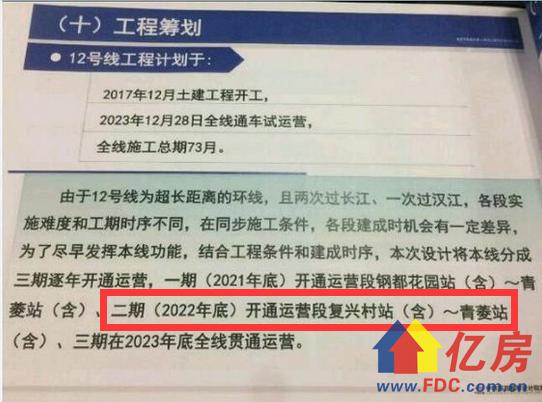 （十）工程筹划
12号线工程计划于：
2017年12月土建工程开工，
2023年12月28日全线通车试运营，
全线施工总期73月。
由于12号线为超长距离的环线，且两次过长江、一次过汉江，各段实
施难度和工期时序不同，在同步施工条件，各段建成时机会有一定差异，
为了尽早发挥本线功能，结合工程条件和建成时序，本次设计将本线分成
三期逐年开通运营，一期（2021年底）开通运营段钢都花园站（含）～青
菱站（含）、二期（2022年底）开通运营段复兴村站（含）～青菱站
（含）、三期在2023年底全线贯通运营。
亿房
www.FDC.com.cn